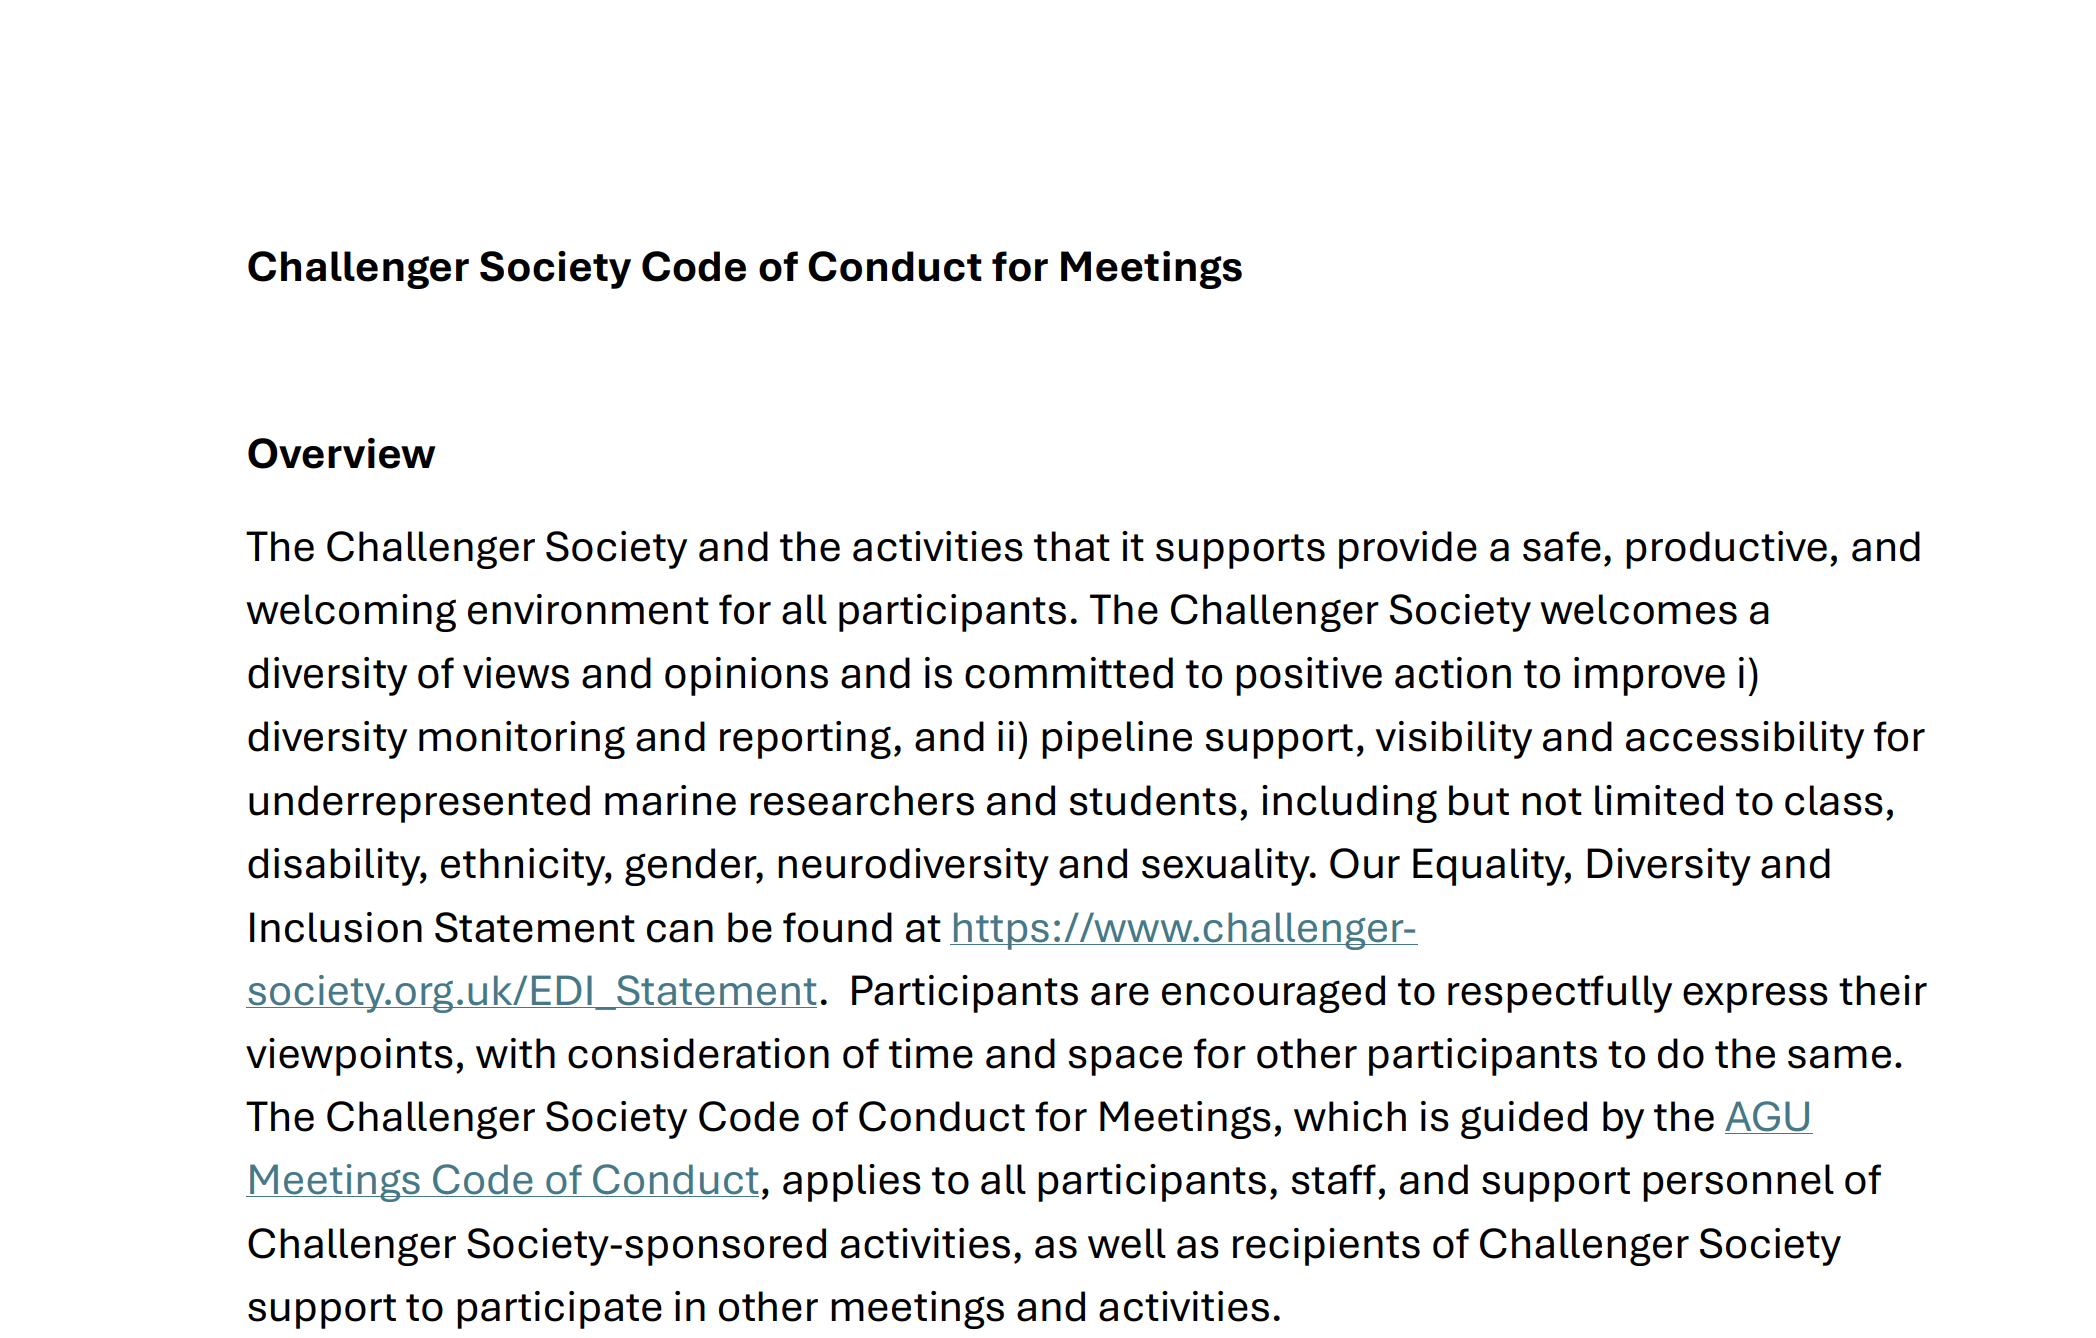 Challenger Society Code of Conduct for Meetings
Overview
The Challenger Society and the activities that it supports provide a safe, productive, and
welcoming environment for all participants. The Challenger Society welcomes a
diversity of views and opinions and is committed to positive action to improve i)
diversity monitoring and reporting, and ii) pipeline support, visibility and accessibility for
underrepresented marine researchers and students, including but not limited to class,
disability, ethnicity, gender, neurodiversity and sexuality. Our Equality, Diversity and
Inclusion Statement can be found at https://www.challenger-
society.org.uk/EDI_Statement.  Participants are encouraged to respectfully express their
viewpoints, with consideration of time and space for other participants to do the same.
The Challenger Society Code of Conduct for Meetings, which is guided by the AGU
Meetings Code of Conduct, applies to all participants, staff, and support personnel of
Challenger Society-sponsored activities, as well as recipients of Challenger Society
support to participate in other meetings and activities.